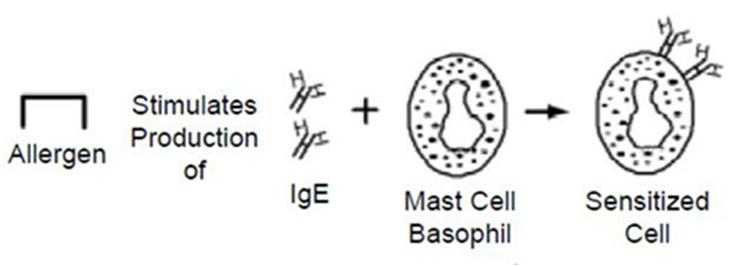 Allergen
Stimulates
Production
of
IgE
+
Mast Cell
Basophil
Sensitized
Cell